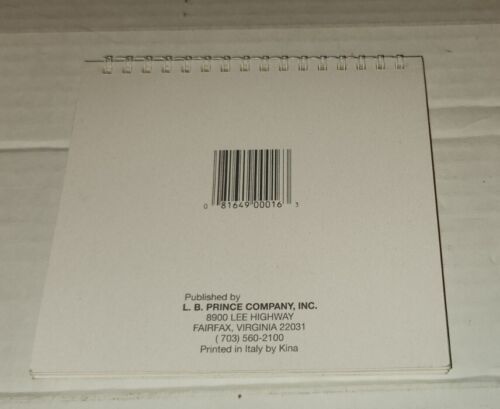 0 81649 00016 3
Published by
L. B. PRINCE COMPANY, INC.
8900 LEE HIGHWAY
FAIRFAX, VIRGINIA 22031
( 703) 560-2100
Printed in Italy by Kina